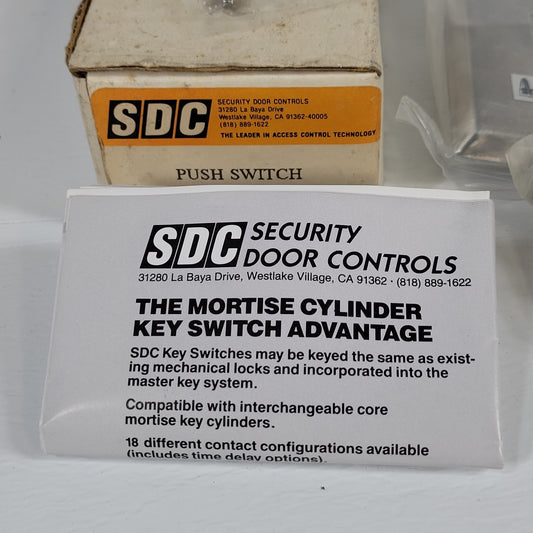 SDC
SECURITY DOOR CONTROLS
31280 La Baya Drive
Westlake Village, CA 91362-40005
(818) 889-1622
THE LEADER IN ACCESS CONTROL TECHNOLOGY
PUSH SWITCH
SDC SECURITY
DOOR CONTROLS
31280 La Baya Drive, Westlake Village, CA 91362 · (818) 889-1622
THE MORTISE CYLINDER
KEY SWITCH ADVANTAGE
SDC Key Switches may be keyed the same as exist-
ing mechanical locks and incorporated into the
master key system.
Compatible with interchangeable core
mortise key cylinders.
18 different contact configurations available
(includes time delay options).